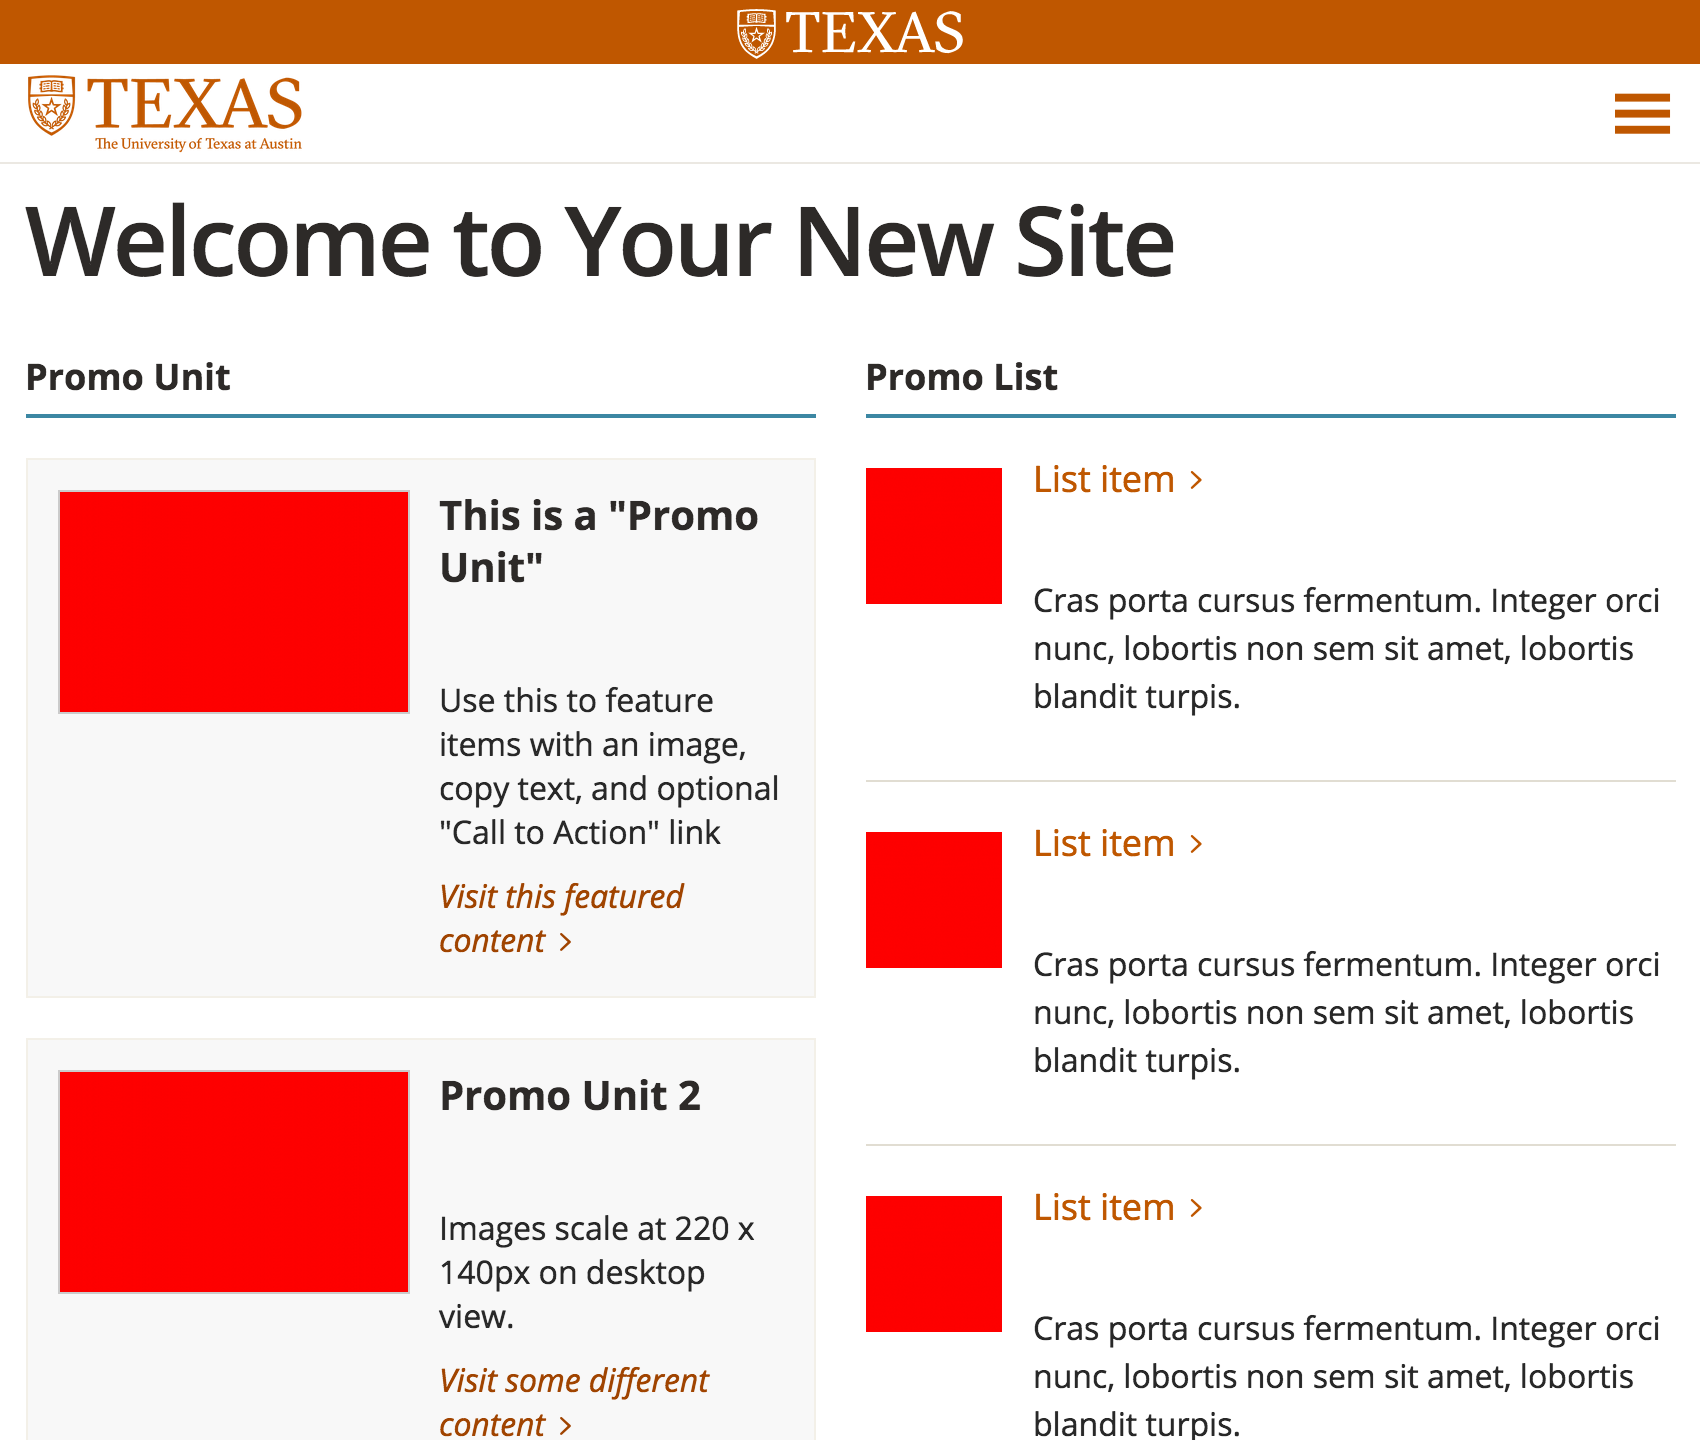 TEXAS
TEXAS
The University of Texas at Austin
Welcome to Your New Site
Promo Unit
This is a "Promo
Unit"
Use this to feature
items with an image,
copy text, and optional
"Call to Action" link
Visit this featured
content >
Promo Unit 2
Images scale at 220 x
140px on desktop
view.
Visit some different
content >
Promo List
List item >
Cras porta cursus fermentum. Integer orci
nunc, lobortis non sem sit amet, lobortis
blandit turpis.
List item >
Cras porta cursus fermentum. Integer orci
nunc, lobortis non sem sit amet, lobortis
blandit turpis.
List item >
Cras porta cursus fermentum. Integer orci
nunc, lobortis non sem sit amet, lobortis
blandit turpis.